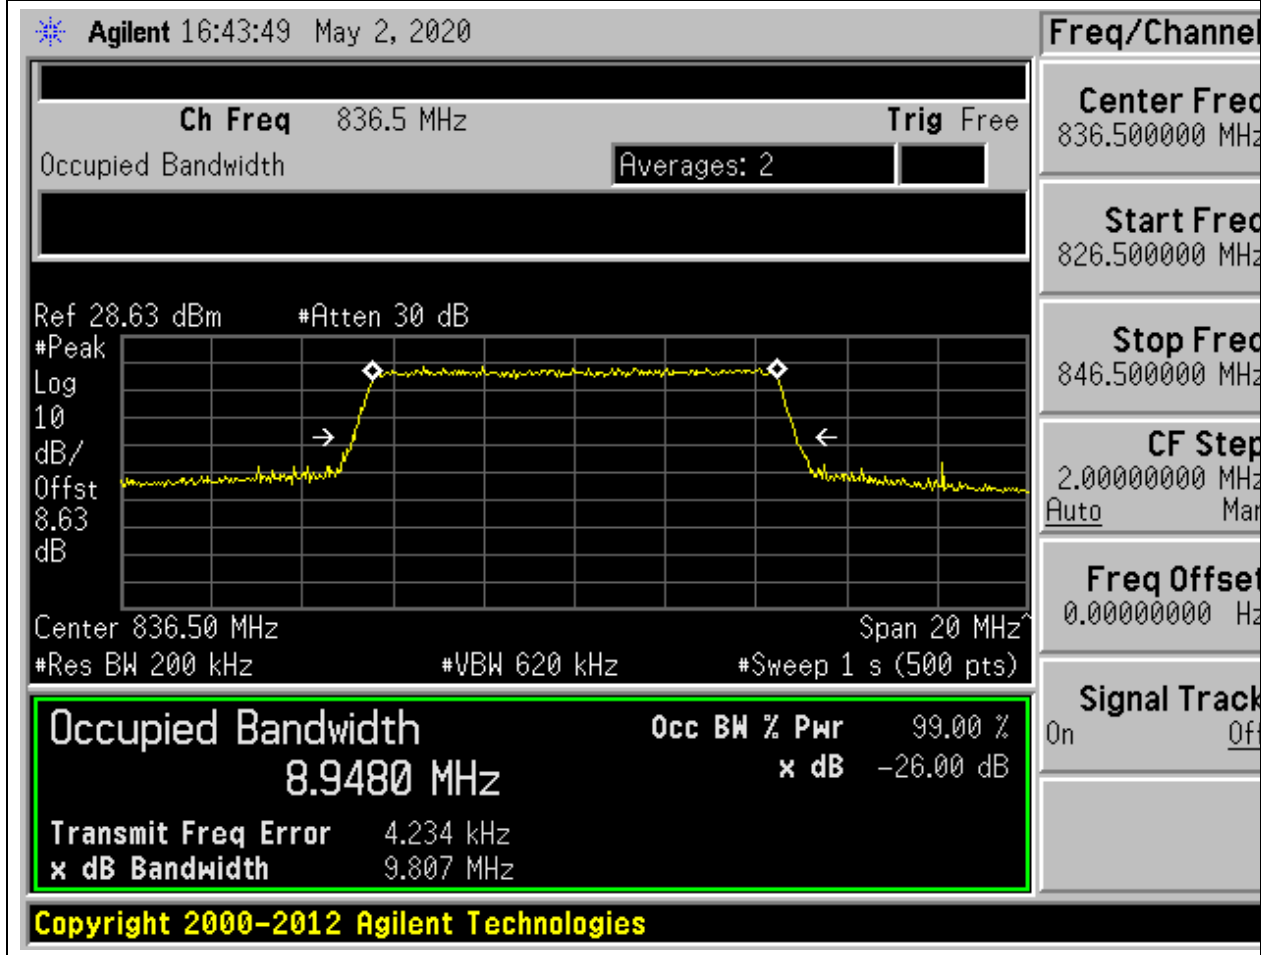 Agilent 16:43:49 May 2, 2020
Freq/Channel
Ch Freq 836.5 MHz Trig Free
Occupied Bandwidth Averages: 2
Center Freq
836.500000 MHz
Start Freq
826.500000 MHz
Ref 28.63 dBm #Atten 30 dB
#Peak
Log
10
dB/
Offst
8.63
dB
Stop Freq
846.500000 MHz
CF Step
2.00000000 MHz
Auto Man
Freq Offset
0.00000000 Hz
Center 836.50 MHz Span 20 MHz^
#Res BW 200 kHz #VBW 620 kHz #Sweep 1 s (500 pts)
Signal Track
On Off
Occupied Bandwidth
8.9480 MHz
Occ BW % Pwr 99.00 %
x dB -26.00 dB
Transmit Freq Error 4.234 kHz
x dB Bandwidth 9.807 MHz
Copyright 2000-2012 Agilent Technologies